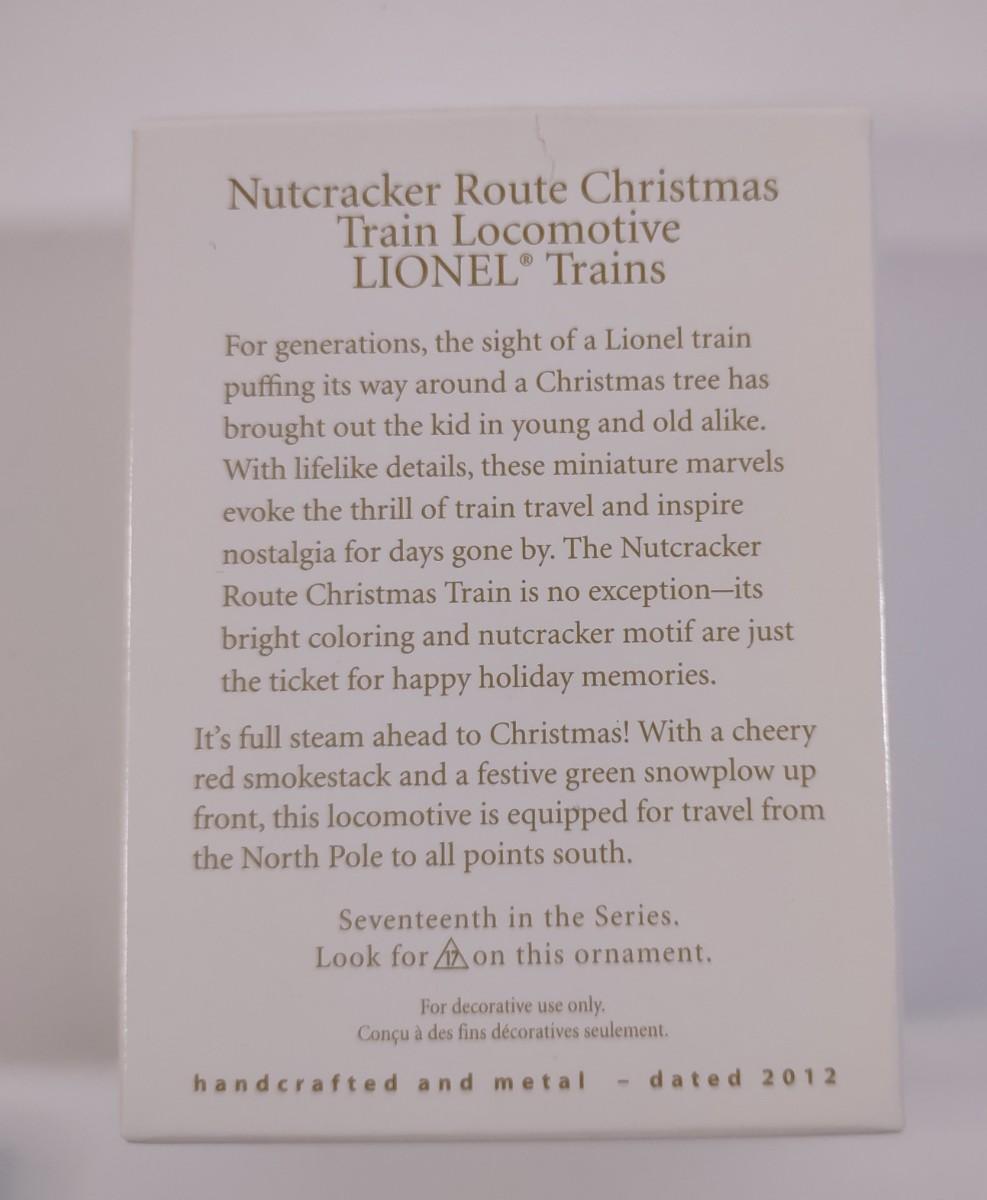 Nutcracker Route Christmas
Train Locomotive
LIONEL® Trains
For generations, the sight of a Lionel train
puffing its way around a Christmas tree has
brought out the kid in young and old alike.
With lifelike details, these miniature marvels
evoke the thrill of train travel and inspire
nostalgia for days gone by. The Nutcracker
Route Christmas Train is no exception—its
bright coloring and nutcracker motif are just
the ticket for happy holiday memories.
It's full steam ahead to Christmas! With a cheery
red smokestack and a festive green snowplow up
front, this locomotive is equipped for travel from
the North Pole to all points south.
Seventeenth in the Series.
Look for 17 on this ornament.
For decorative use only.
Conçu à des fins décoratives seulement.
handcrafted and metal – dated 2012